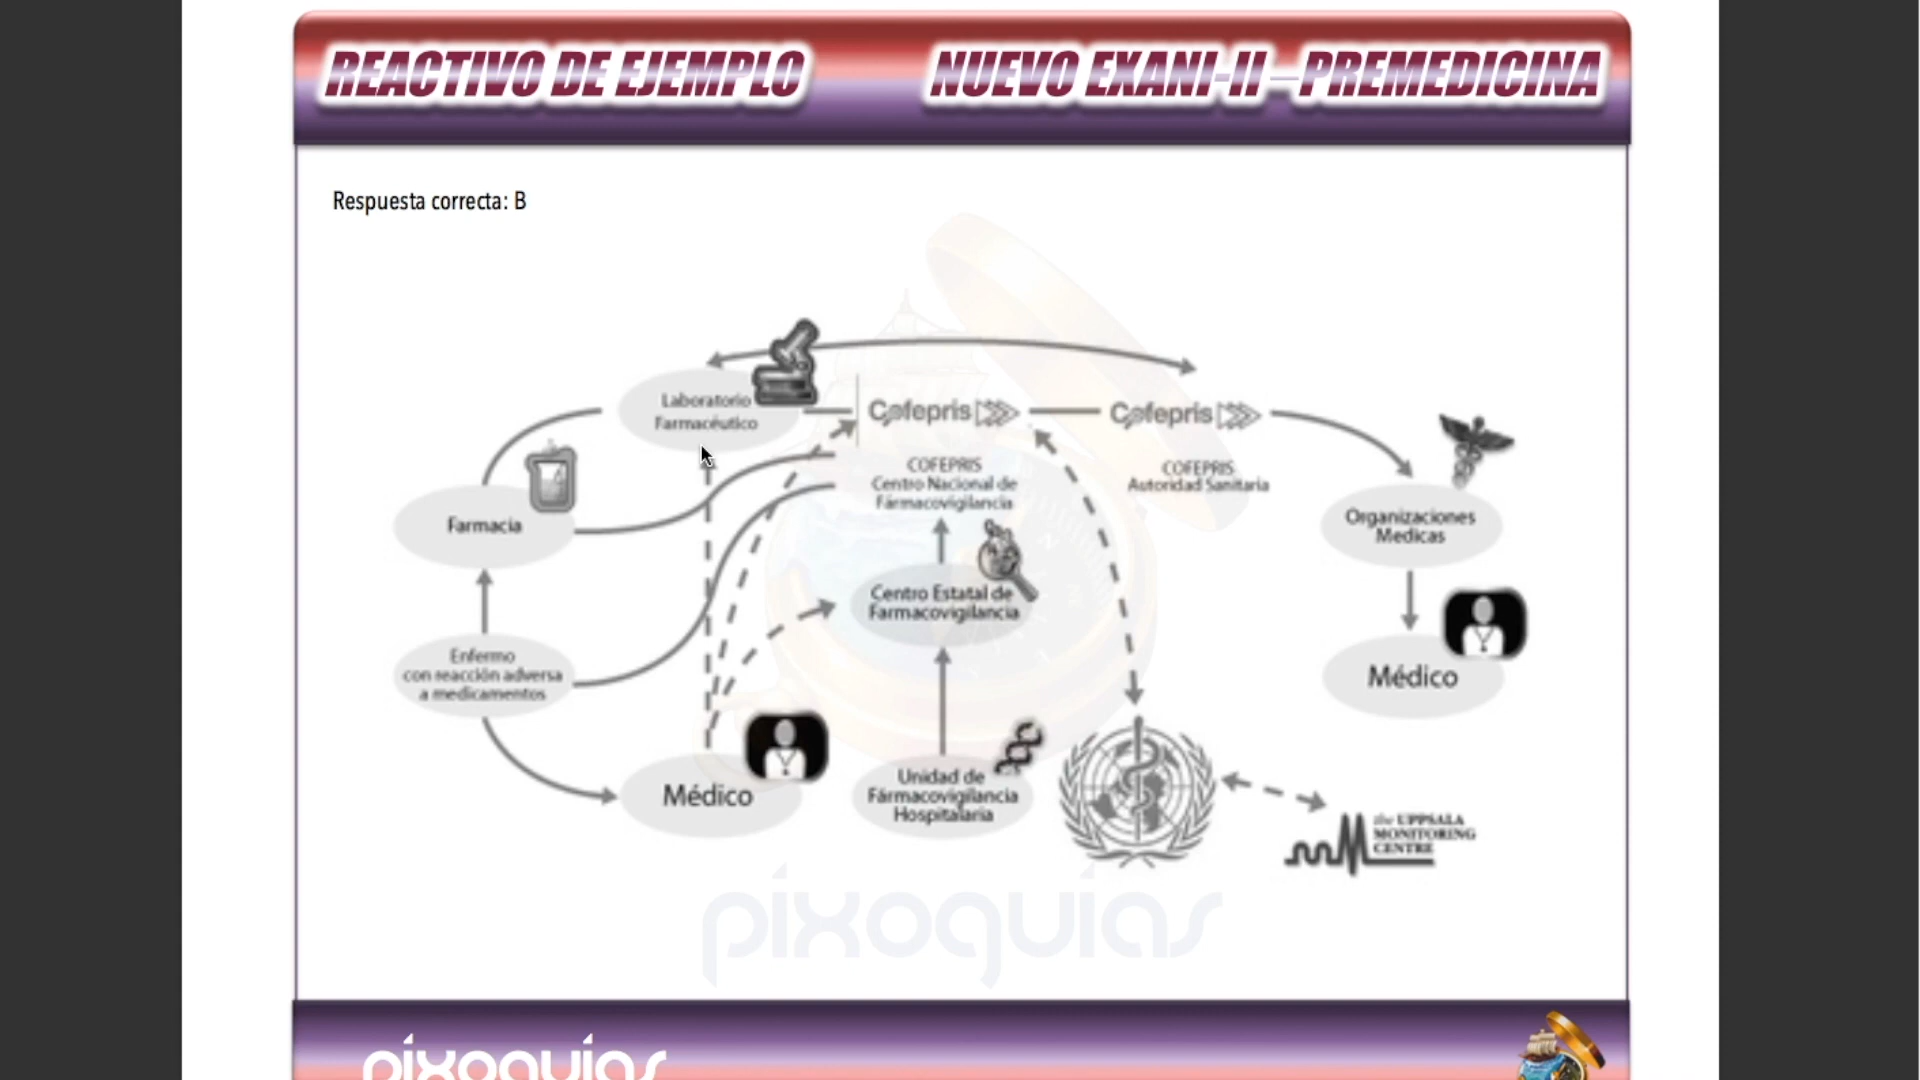 REACTIVO DE EJEMPLO
NUEVO EXANI-II – PREMEDICINA
Respuesta correcta: B
Laboratorio
Farmacéutico
Cofepris
Cofepris
COFEPRIS
Centro Nacional de
Fármacovigilancia
COFEPRIS
Autoridad Sanitaria
Farmacia
Organizaciones
Medicas
Centro Estatal de
Farmacovigilancia
Enfermo
con reacción adversa
a medicamentos
Médico
Médico
Unidad de
Fármacovigilancia
Hospitalaria
the UPPSALA
MONITORING
CENTRE
pixoguias
pixoguias